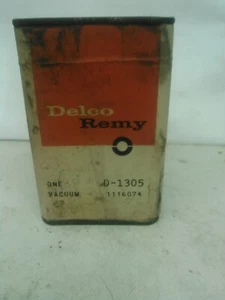 Delco
Remy
ONE D-1305
VACUUM 1116074